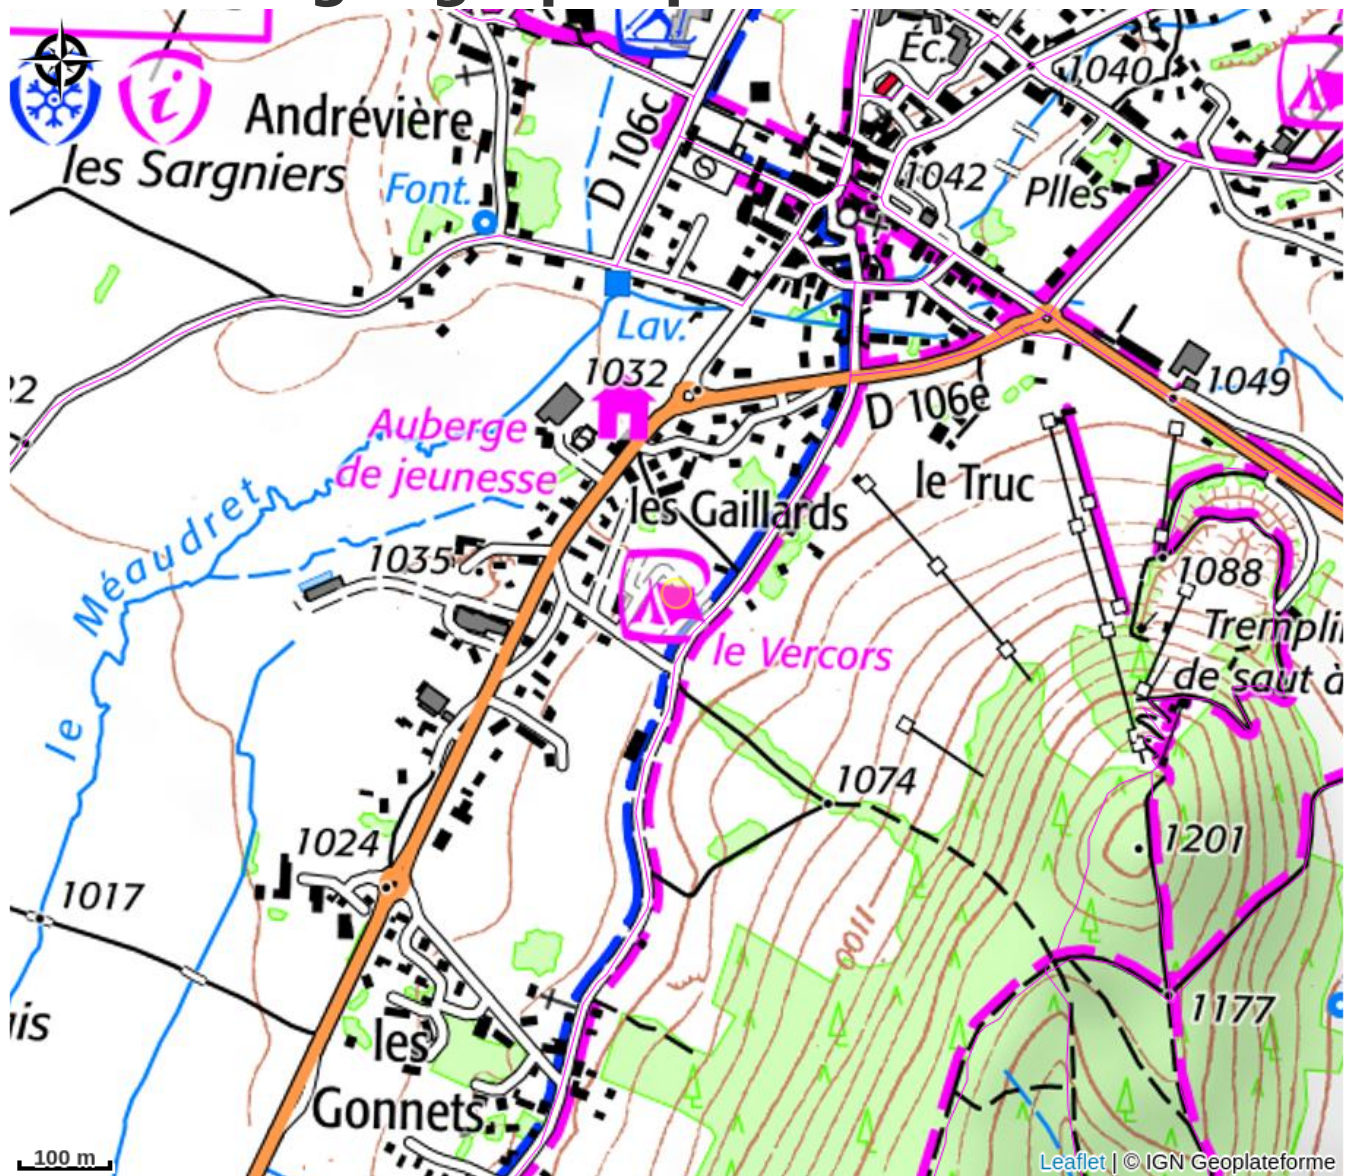 Éc.
1040
Andrévière
les Sargniers
D 106c
Font.
1042
Plles
Lav.
1032
1049
D 106e
Auberge
de jeunesse
le Truc
les Gaillards
Méaudret
le
1035
1088
Tremplin
de saut à
le Vercors
1074
1024
1201
1017
1100
1177
les
Gonnets
100 m
Leaflet | © IGN Geoplateforme